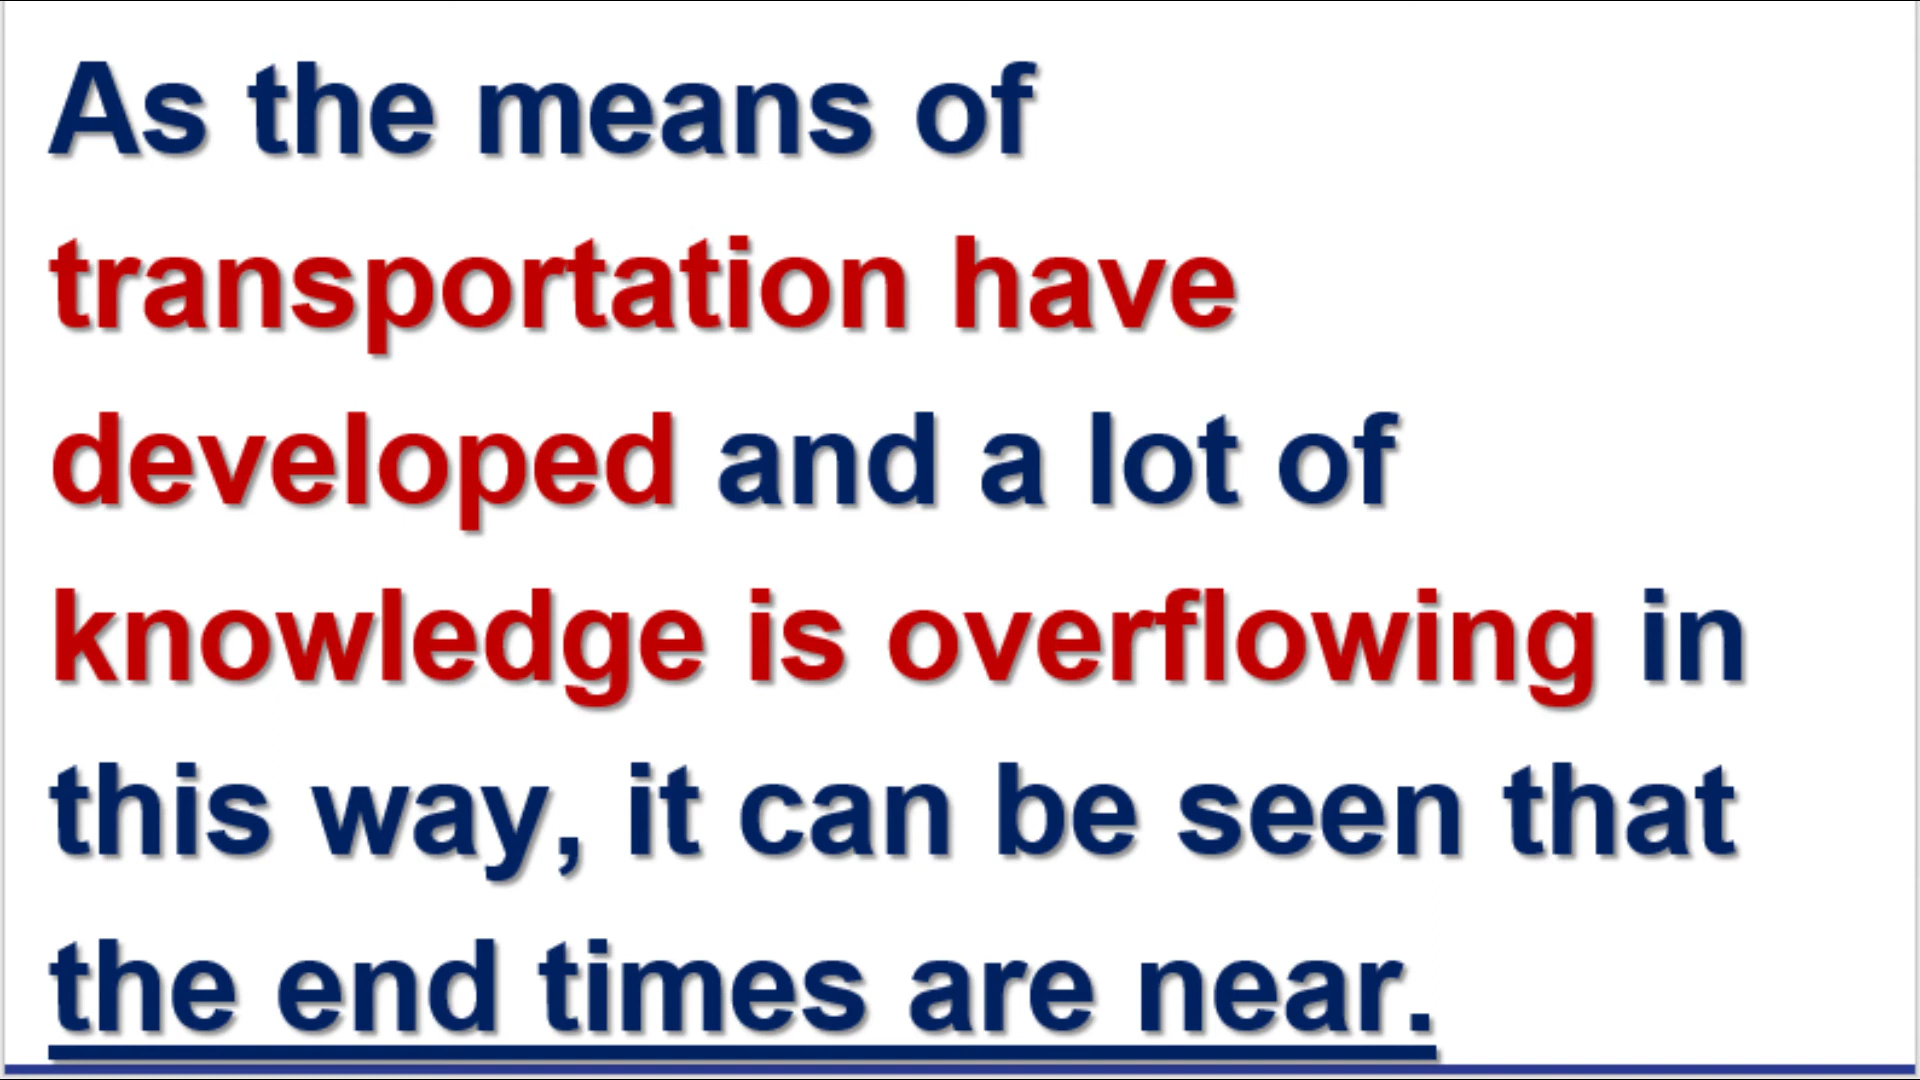 As the means of
transportation have
developed and a lot of
knowledge is overflowing in
this way, it can be seen that
the end times are near.